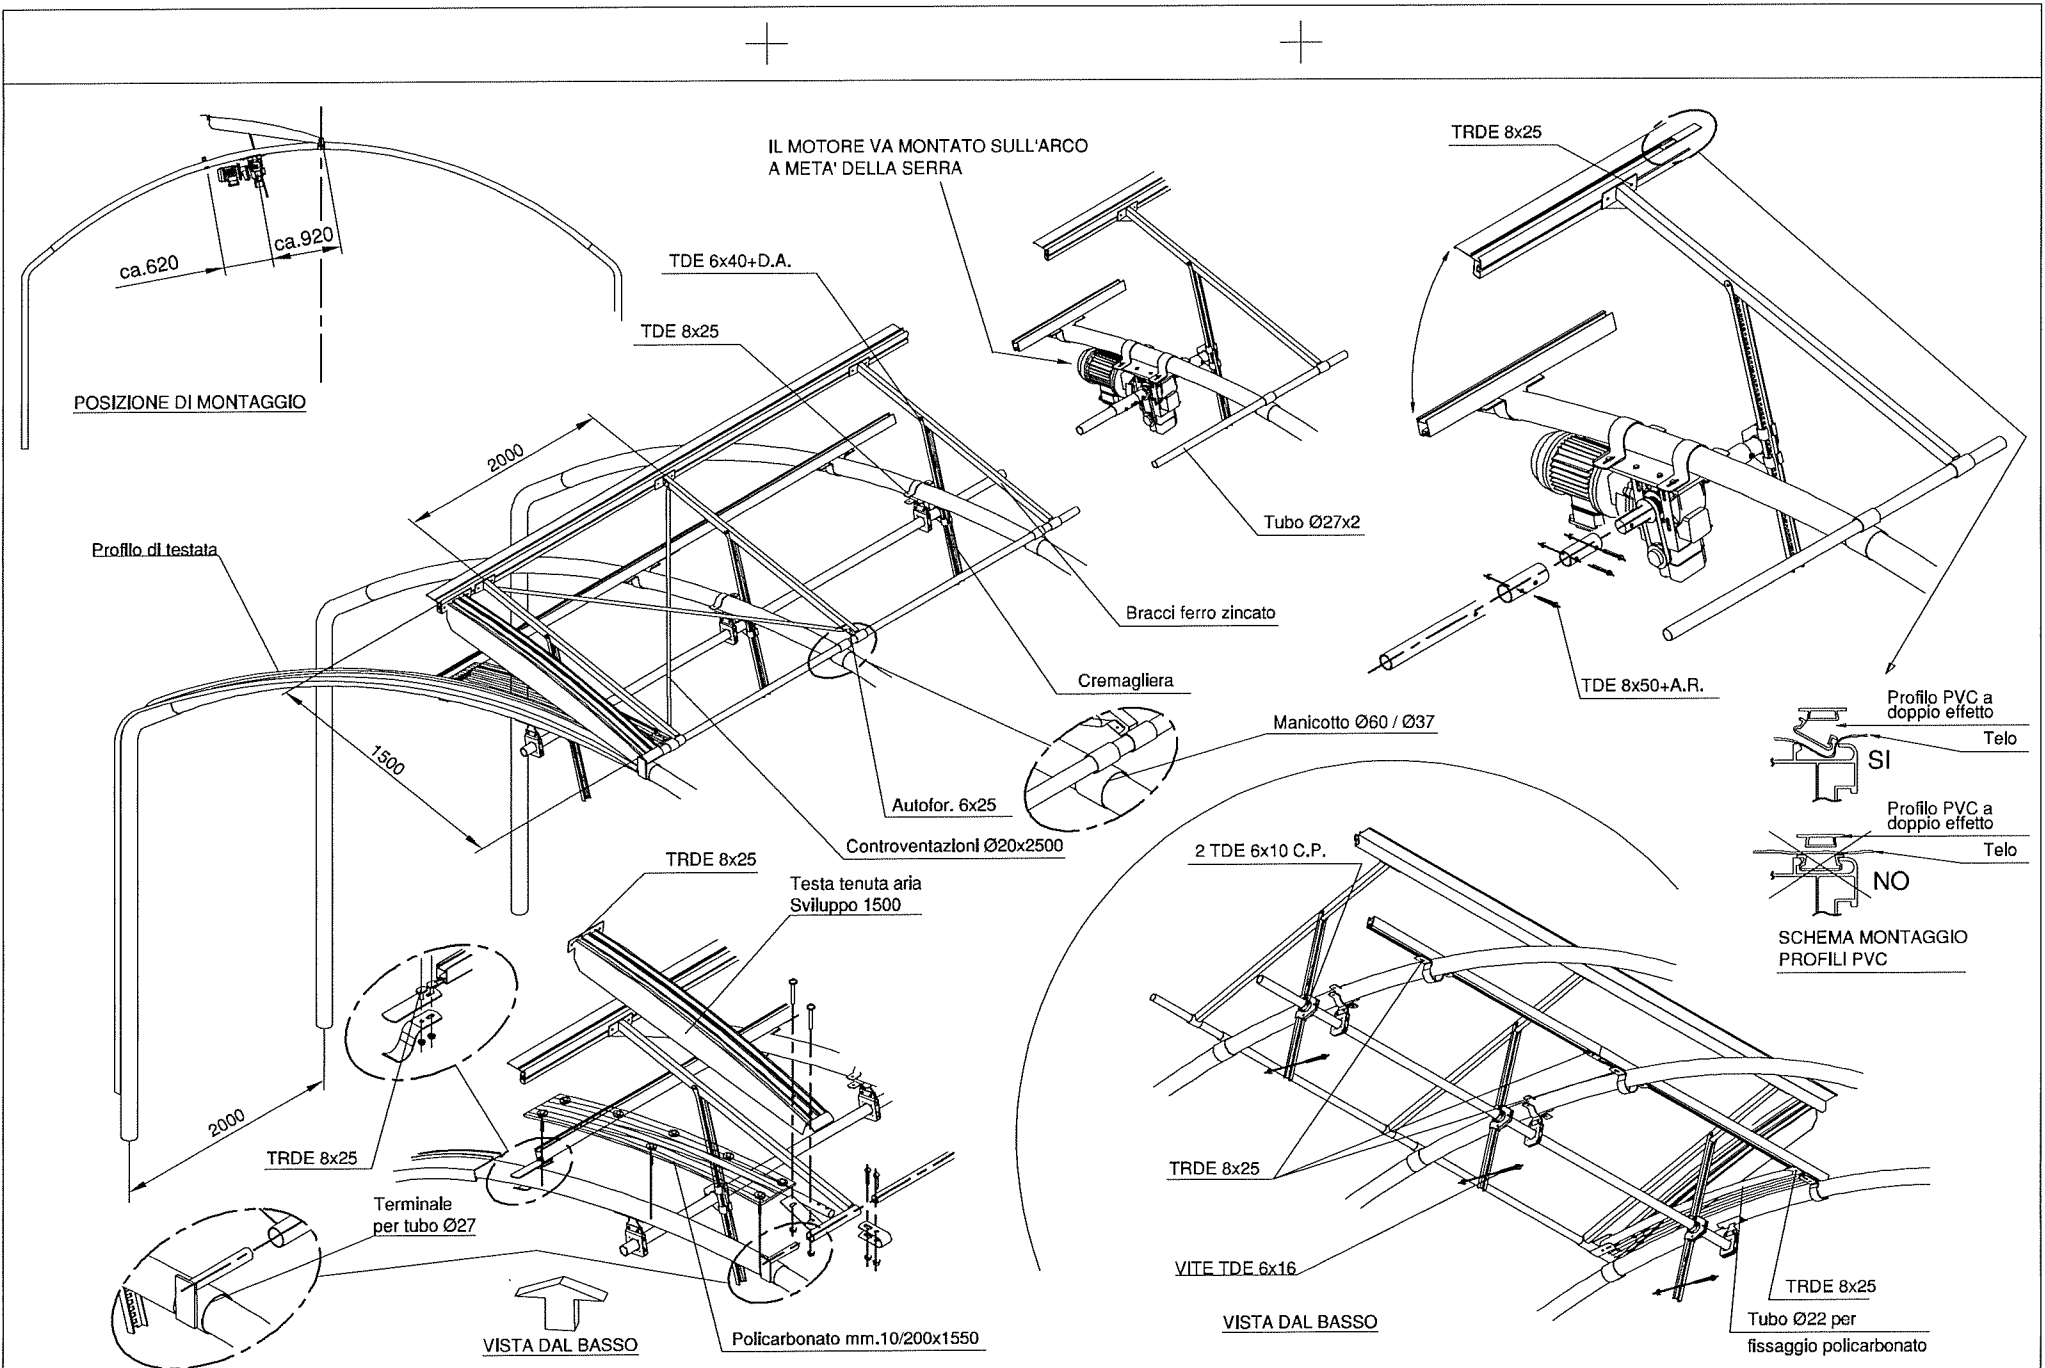 IL MOTORE VA MONTATO SULL'ARCO
A META' DELLA SERRA
TRDE 8x25
ca.620
ca.920
POSIZIONE DI MONTAGGIO
TDE 6x40+D.A.
TDE 8x25
2000
Tubo Ø27x2
Profilo di testata
Bracci ferro zincato
Cremagliera
TDE 8x50+A.R.
Manicotto Ø60 / Ø37
1500
Autofor. 6x25
Controventazioni Ø20x2500
Profilo PVC a
doppio effetto
Telo
SI
Profilo PVC a
doppio effetto
Telo
NO
SCHEMA MONTAGGIO
PROFILI PVC
TRDE 8x25
Testa tenuta aria
Sviluppo 1500
2 TDE 6x10 C.P.
2000
TRDE 8x25
Terminale
per tubo Ø27
VISTA DAL BASSO
Policarbonato mm.10/200x1550
TRDE 8x25
VITE TDE 6x16
VISTA DAL BASSO
TRDE 8x25
Tubo Ø22 per
fissaggio policarbonato